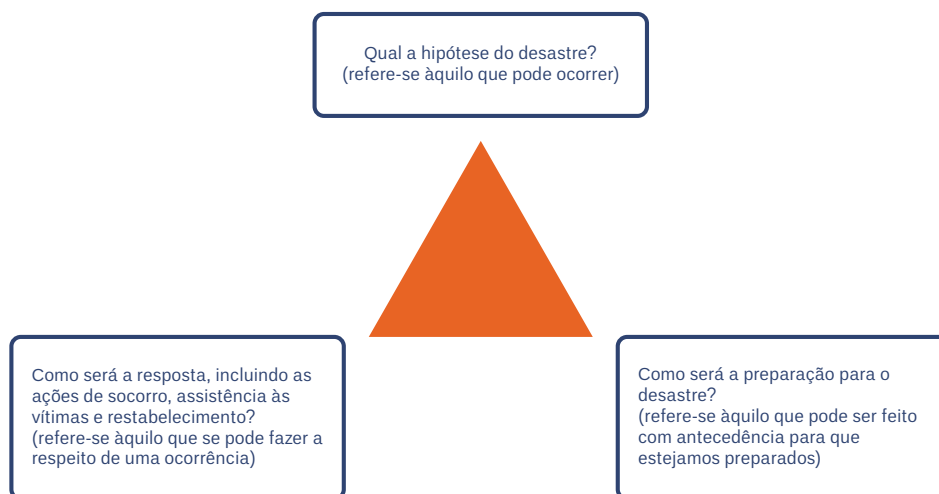 Qual a hipótese do desastre?
(refere-se àquilo que pode ocorrer)
Como será a resposta, incluindo as
ações de socorro, assistência às
vítimas e restabelecimento?
(refere-se àquilo que se pode fazer a
respeito de uma ocorrência)
Como será a preparação para o
desastre?
(refere-se àquilo que pode ser feito
com antecedência para que
estejamos preparados)